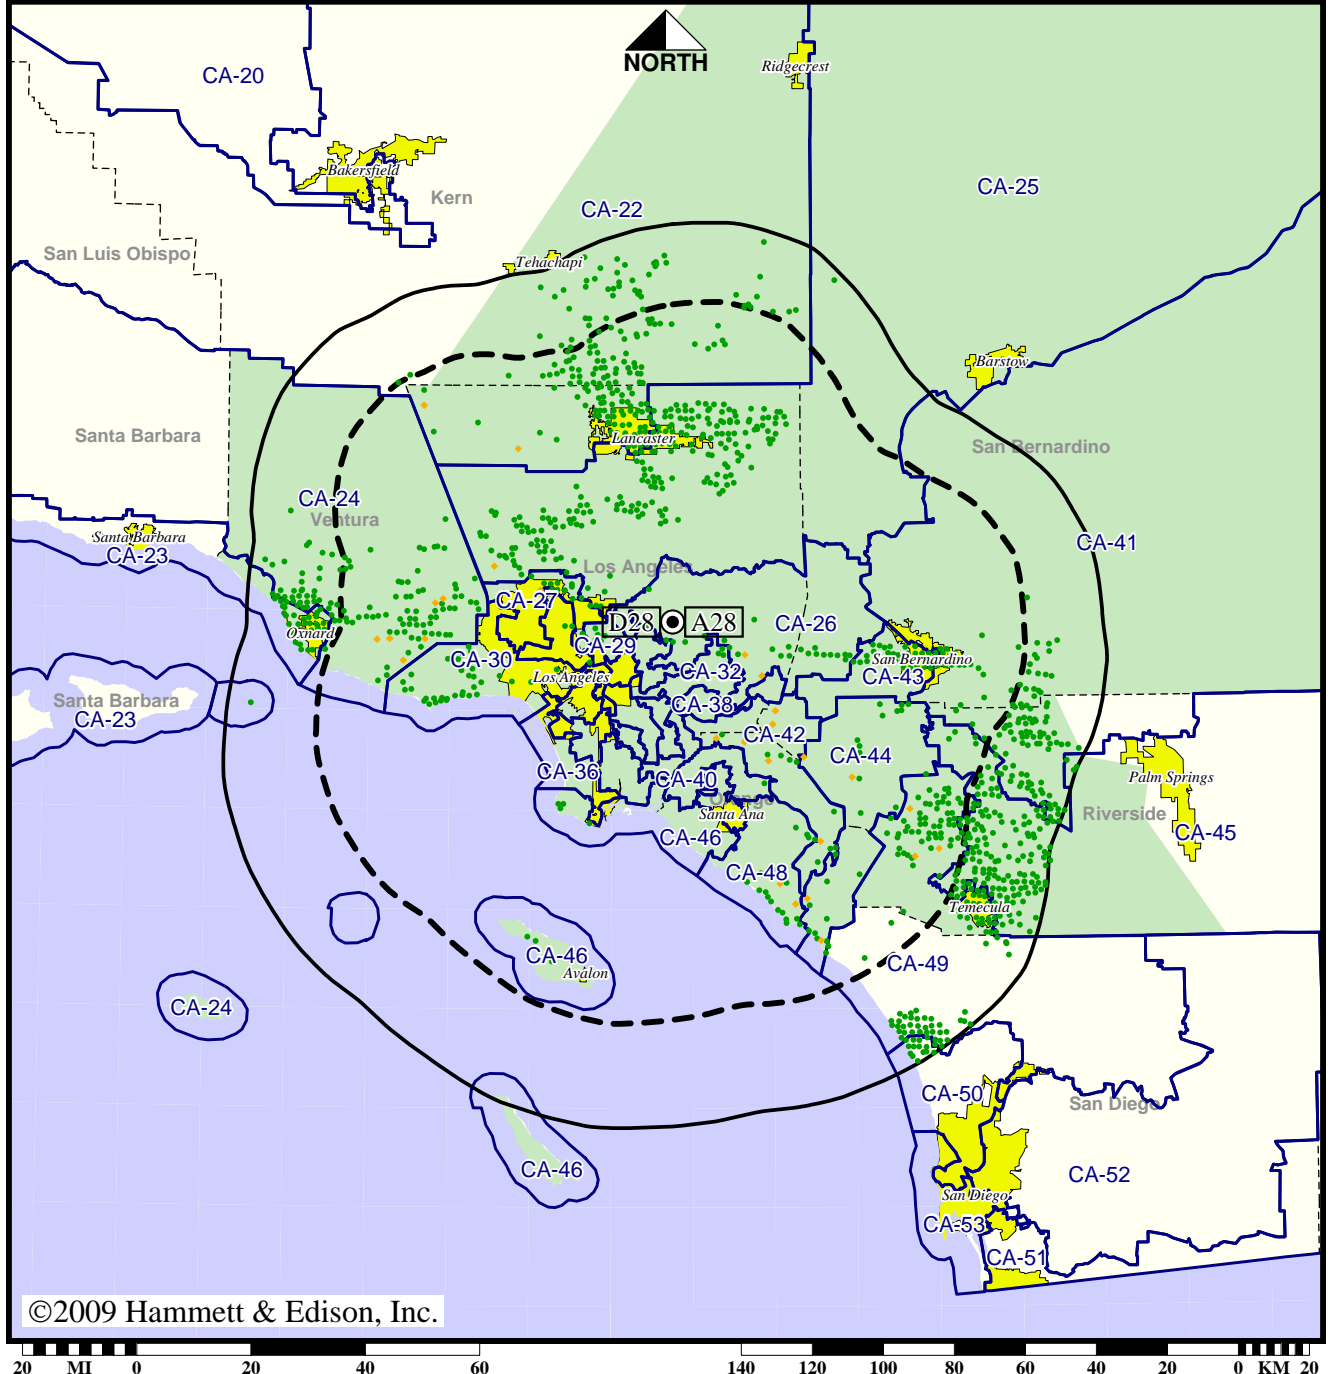 NORTH
Ridgecrest
CA-20
Bakersfield
Kern
CA-22
CA-25
San Luis Obispo
Tehachapi
Barstow
Santa Barbara
Lancaster
San Bernardino
CA-24
Ventura
Santa Barbara
CA-23
CA-41
Los Angeles
CA-27
D28
A28
CA-26
Oxnard
CA-29
CA-30
San Bernardino
CA-32
CA-43
Los Angeles
Santa Barbara
CA-23
CA-38
CA-42
CA-44
CA-36
CA-40
Palm Springs
Orange
Santa Ana
Riverside
CA-45
CA-46
CA-48
Temecula
CA-46
Avalon
CA-49
CA-24
CA-50
San Diego
CA-46
CA-52
San Diego
CA-53
CA-51
©2009 Hammett & Edison, Inc.
20 MI 0 20 40 60 140 120 100 80 60 40 20 0 KM 20